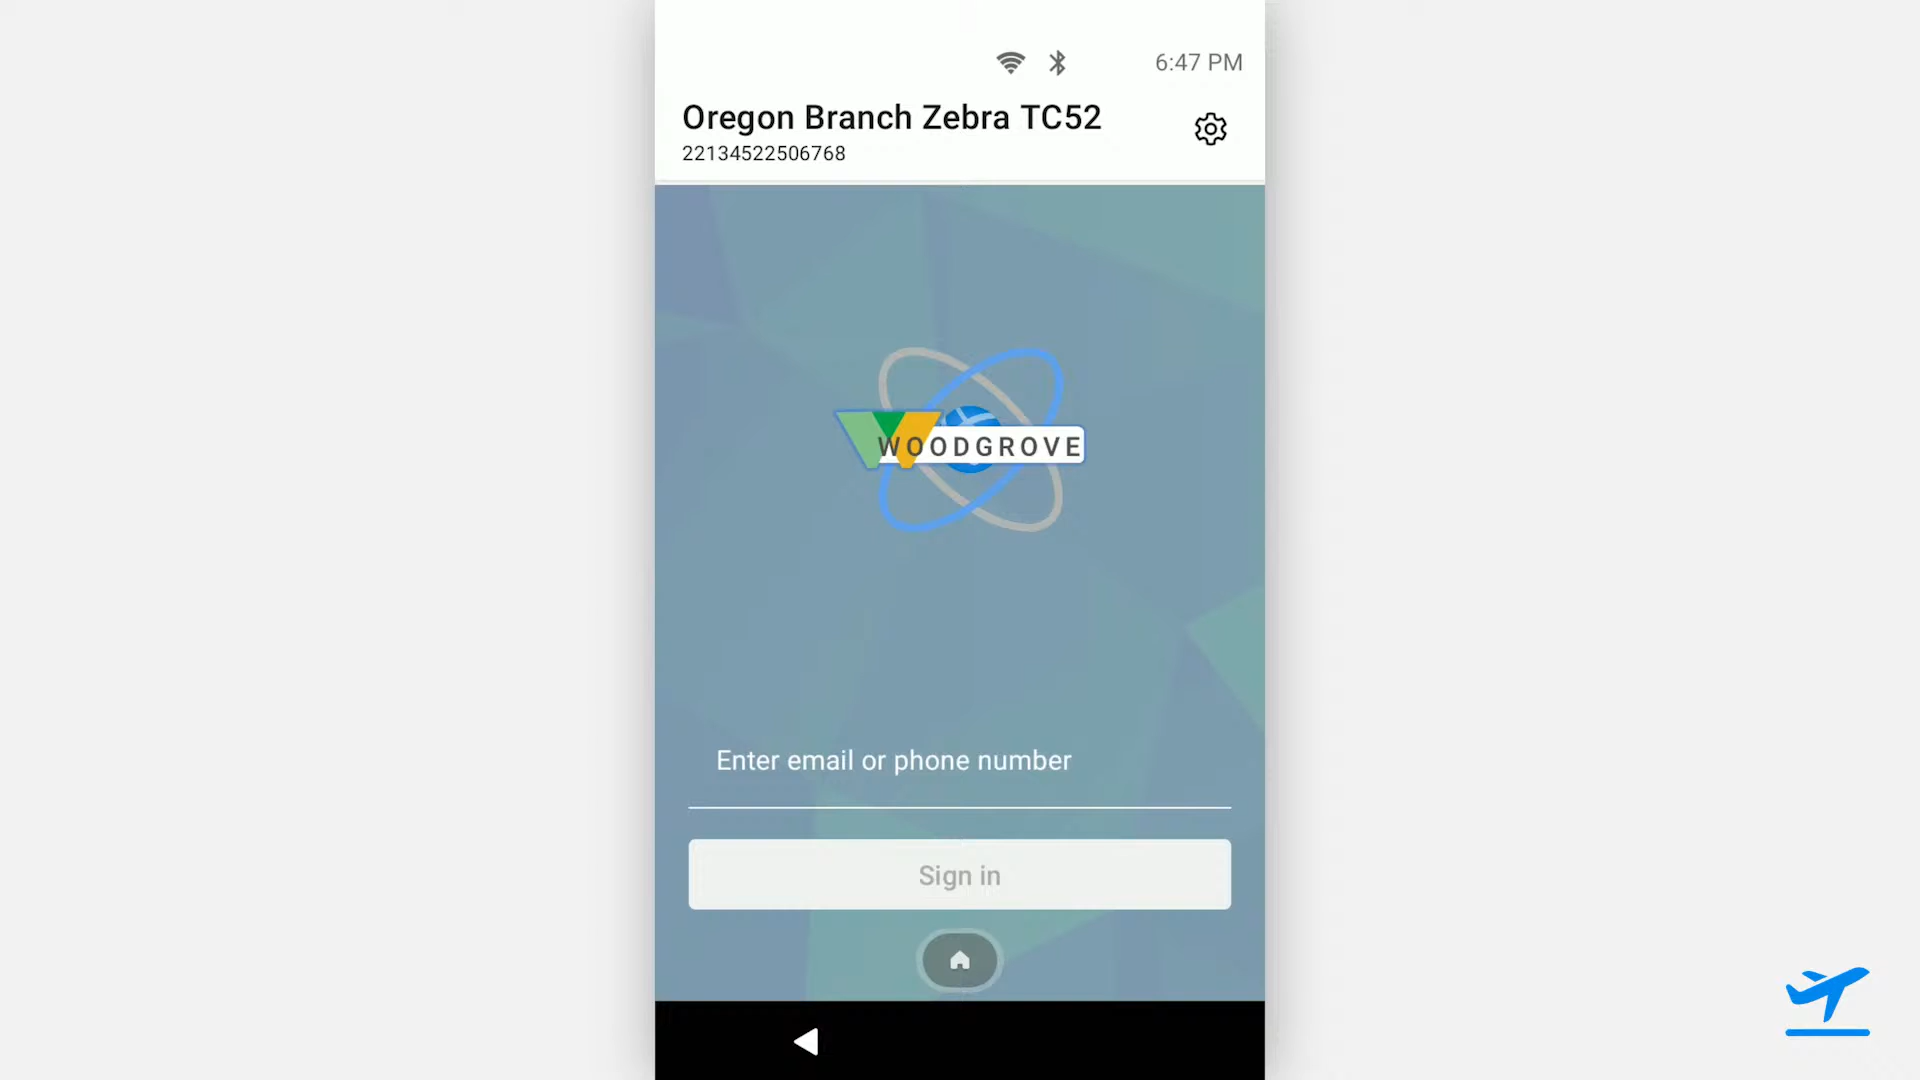 6:47 PM
Oregon Branch Zebra TC52
22134522506768
WOODGROVE
Enter email or phone number
Sign in